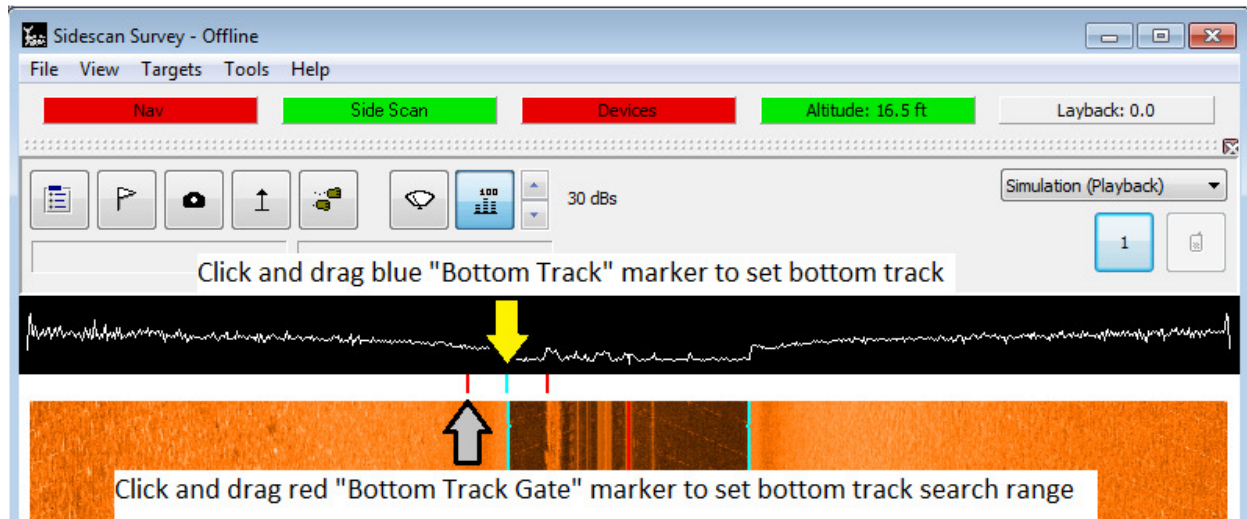 Sidescan Survey - Offline
File View Targets Tools Help
Nav Side Scan Devices Altitude: 16.5 ft Layback: 0.0
100 30 dBs Simulation (Playback)
1
Click and drag blue "Bottom Track" marker to set bottom track
Click and drag red "Bottom Track Gate" marker to set bottom track search range